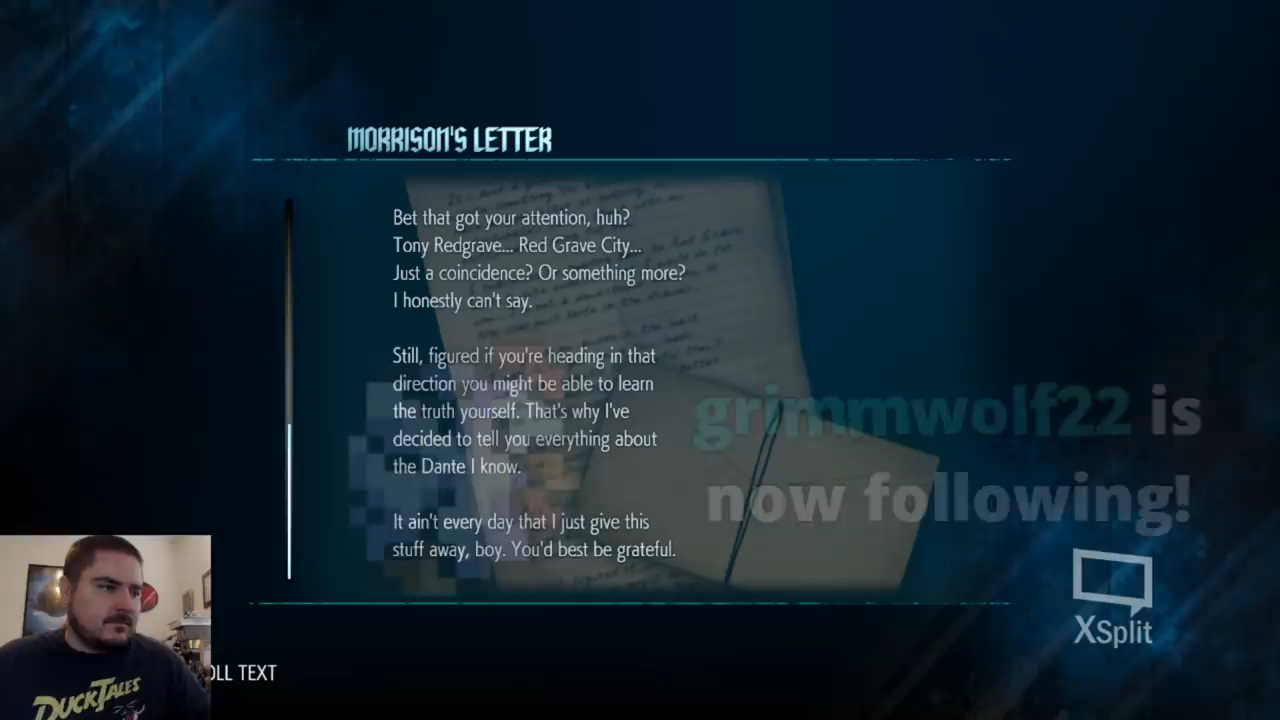 MORRISON'S LETTER
Bet that got your attention, huh?
Tony Redgrave... Red Grave City...
Just a coincidence? Or something more?
I honestly can't say.
Still, figured if you're heading in that
direction you might be able to learn
the truth yourself. That's why I've
decided to tell you everything about
the Dante I know.
It ain't every day that I just give this
stuff away, boy. You'd best be grateful.
grimmwolf22 is
now following!
XSplit
OLL TEXT
DUCKTALES